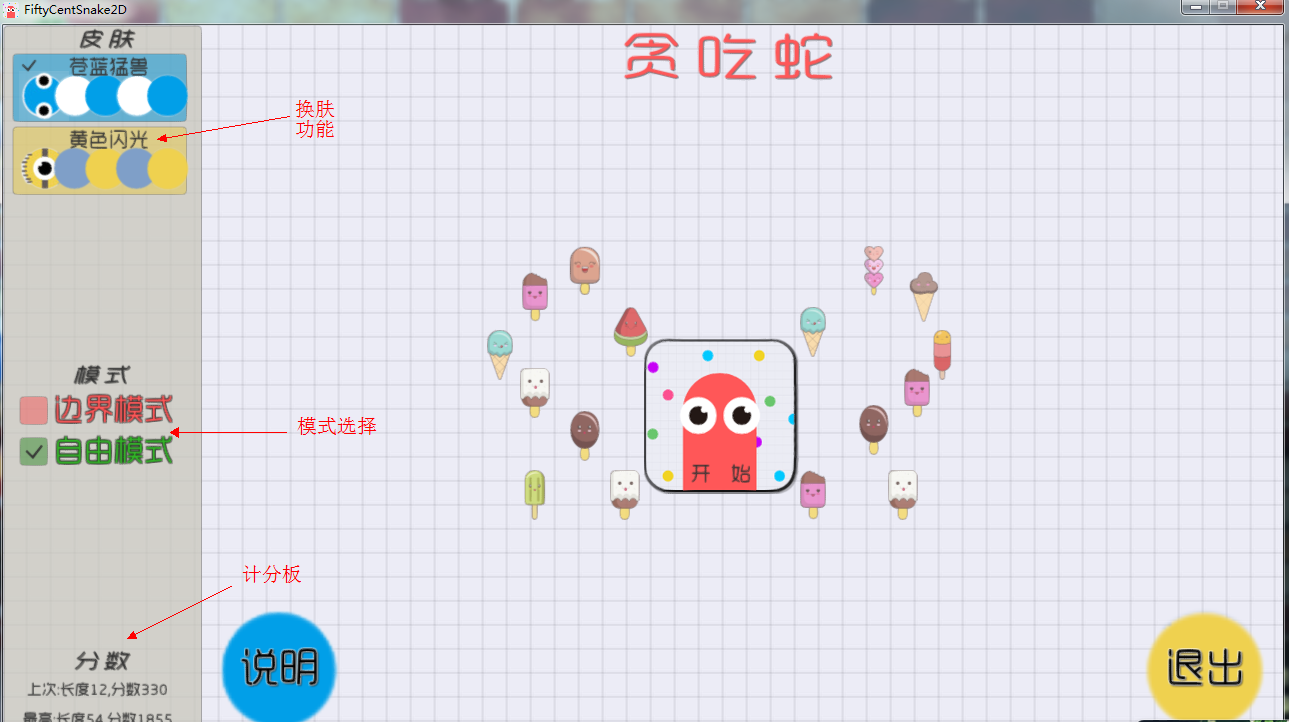 FiftyCentSnake2D
皮肤
苍蓝猛兽
黄色闪光
换肤
功能
贪吃蛇
模式
边界模式
自由模式
模式选择
开 始
计分板
分数
上次:长度12,分数330
最高:长度54,分数1855
说明
退出